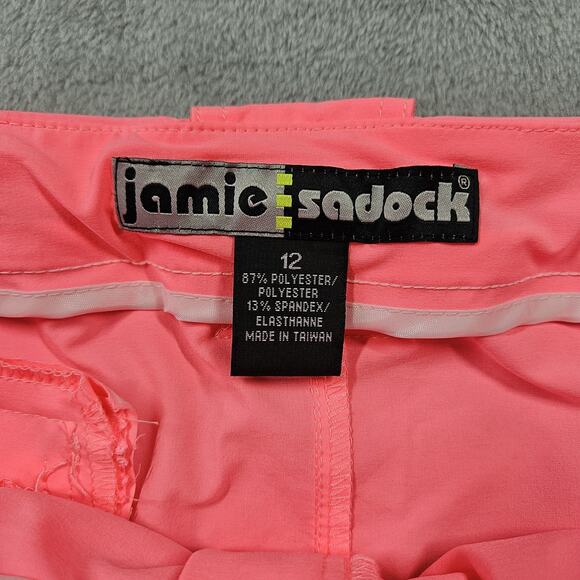 jamie sadock®
12
87% POLYESTER/
POLYESTER
13% SPANDEX/
ELASTHANNE
MADE IN TAIWAN